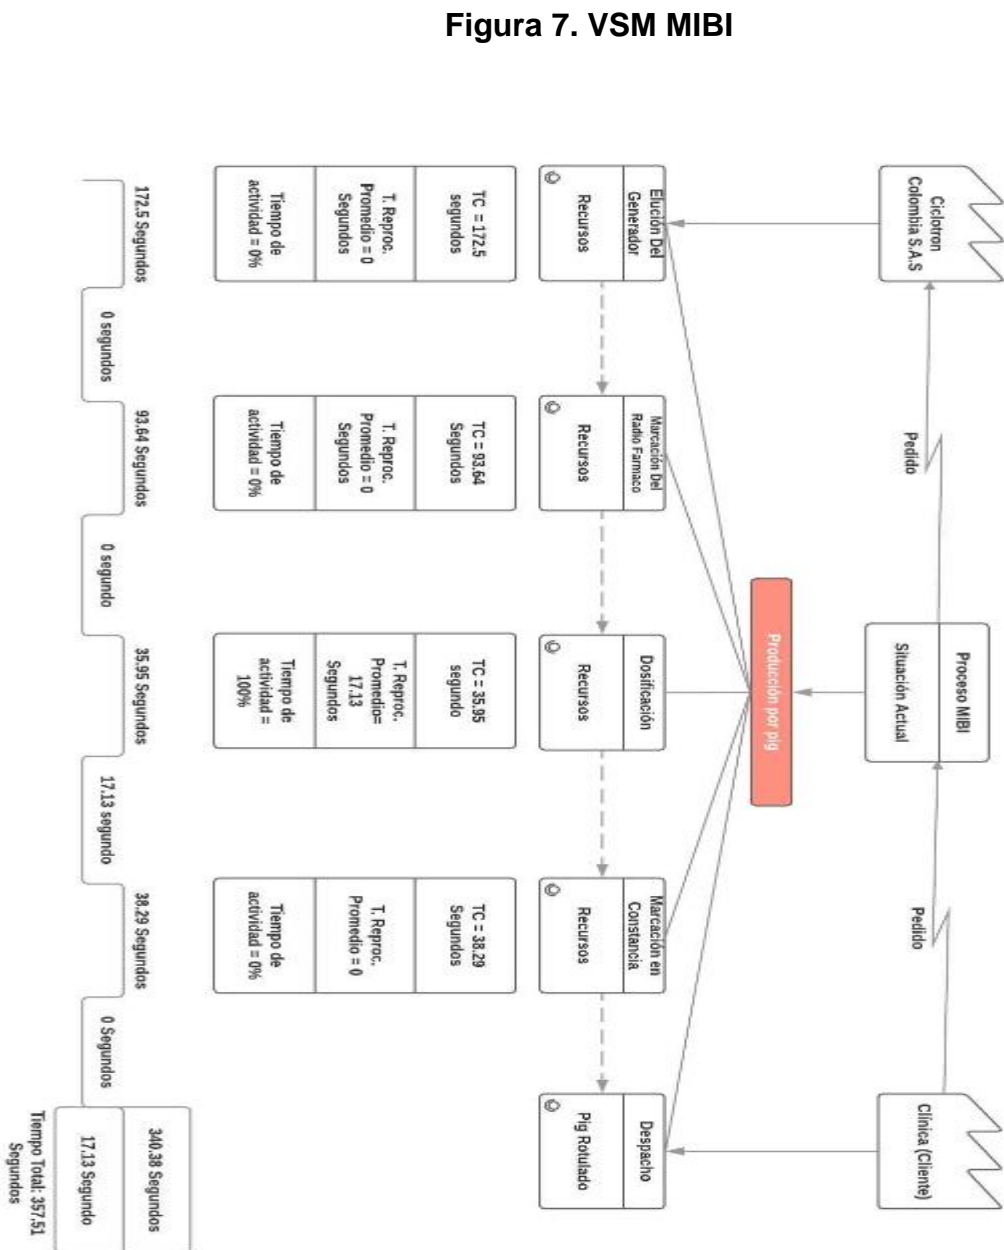 Figura 7. VSM MIBI
Ciclotron
Colombia S.A.S
Pedido
Proceso MIBI
Situación Actual
Pedido
Clínica (Cliente)
Producción por pig
Elución Del
Generador
Recursos
Marcación Del
Radio Farmaco
Recursos
Dosificación
Recursos
Marcación en
Constancia
Recursos
Despacho
Pig Rotulado
TC = 172.5
segundos
T. Reproc.
Promedio = 0
Segundos
Tiempo de
actividad = 0%
TC = 93.64
Segundos
T. Reproc.
Promedio = 0
Segundos
Tiempo de
actividad = 0%
TC = 35.95
segundo
T. Reproc.
Promedio=
17.13
Segundos
Tiempo de
actividad =
100%
TC = 38.29
Segundos
T. Reproc.
Promedio = 0
Tiempo de
actividad = 0%
172.5 Segundos
0 segundos
93.64 Segundos
0 segundo
35.95 Segundos
17.13 segundo
38.29 Segundos
0 Segundos
340.38 Segundos
17.13 Segundo
Tiempo Total: 357.51
Segundos